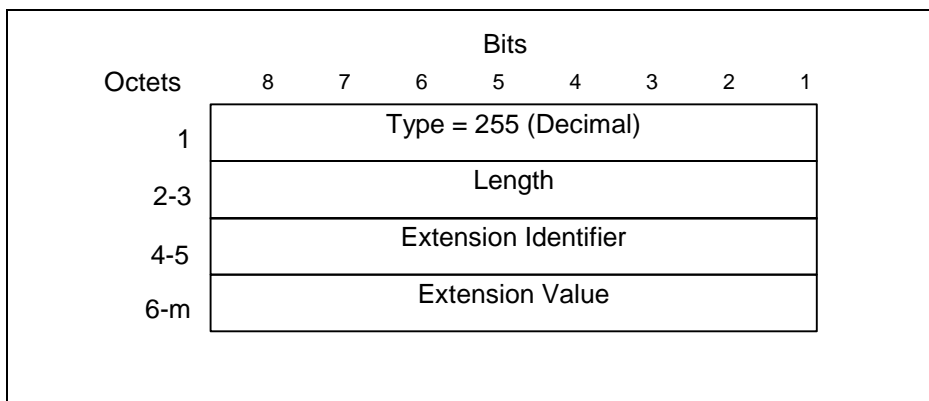 Bits
Octets 8 7 6 5 4 3 2 1
1 Type = 255 (Decimal)
2-3 Length
4-5 Extension Identifier
6-m Extension Value